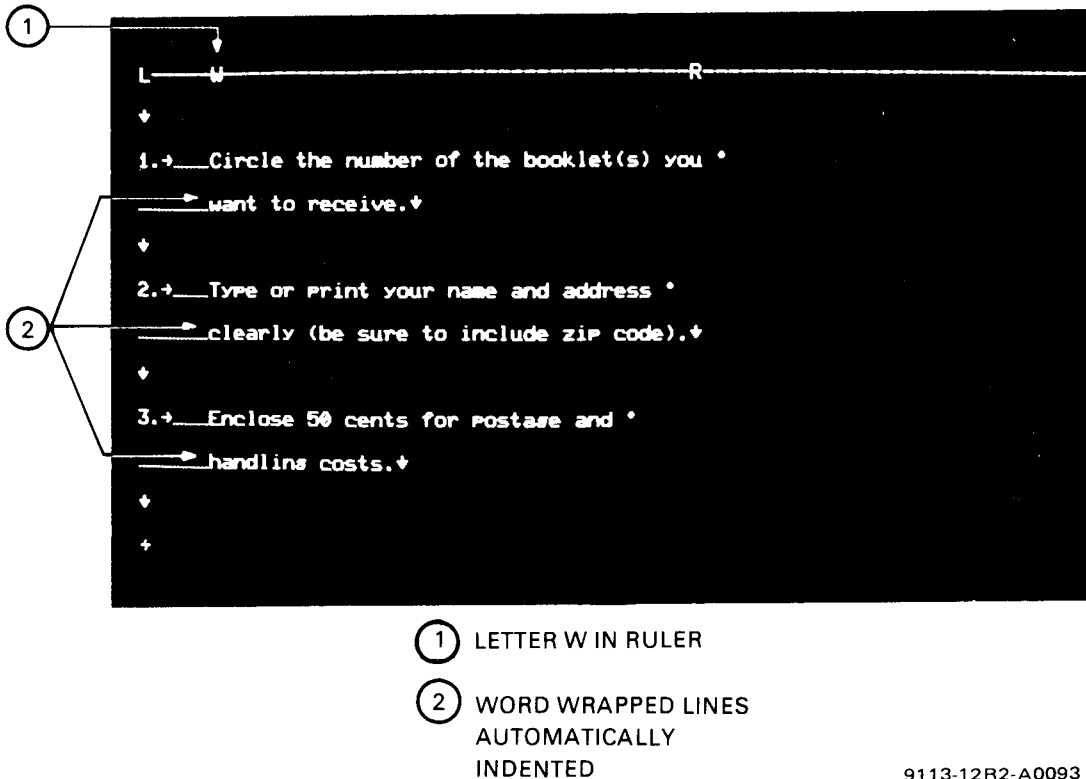 1
L W R
1. Circle the number of the booklet(s) you
want to receive.
2
2. Type or print your name and address
clearly (be sure to include zip code).
3. Enclose 50 cents for postage and
handling costs.
1 LETTER W IN RULER
2 WORD WRAPPED LINES
AUTOMATICALLY
INDENTED
9113-12R2-A0093